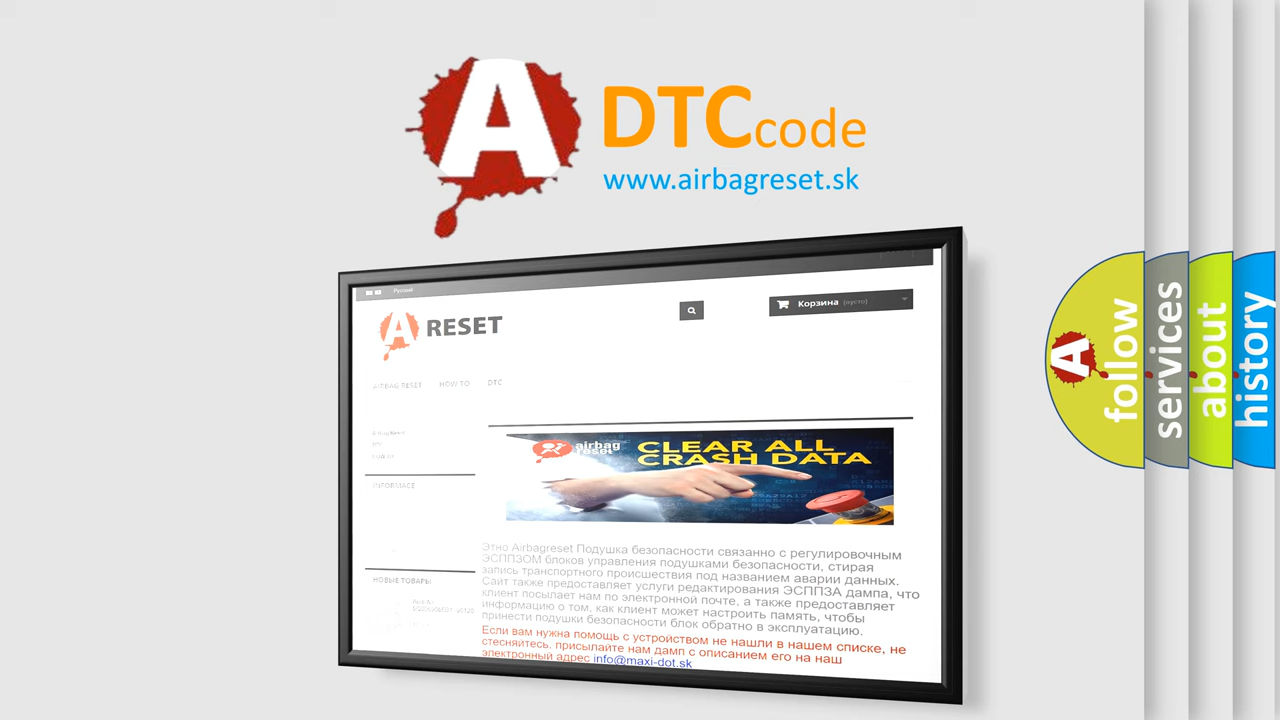 A
DTC code
www.airbagreset.sk
Русский
A RESET
Корзина (пусто)
AIRBAG RESET HOW TO DTC
Airbag Reset
DTC
INFORMACE
airbag reset
CLEAR ALL
CRASH DATA
Этно Airbagreset Подушка безопасности связанно с регулировочным
ЭСППЗОМ блоков управления подушками безопасности, стирая
запись транспортного происшествия под названием аварии данных.
Сайт также предоставляет услуги редактирования ЭСППЗА дампа, что
клиент посылает нам по электронной почте, а также предоставляет
информацию о том, как клиент может настроить память, чтобы
принести подушки безопасности блок обратно в эксплуатацию.
Если вам нужна помощь с устройством не нашли в нашем списке, не
стесняйтесь, присылайте нам дамп с описанием его на наш
электронный адрес info@maxi-dot.sk
НОВЫЕ ТОВАРЫ
follow
services
about
history